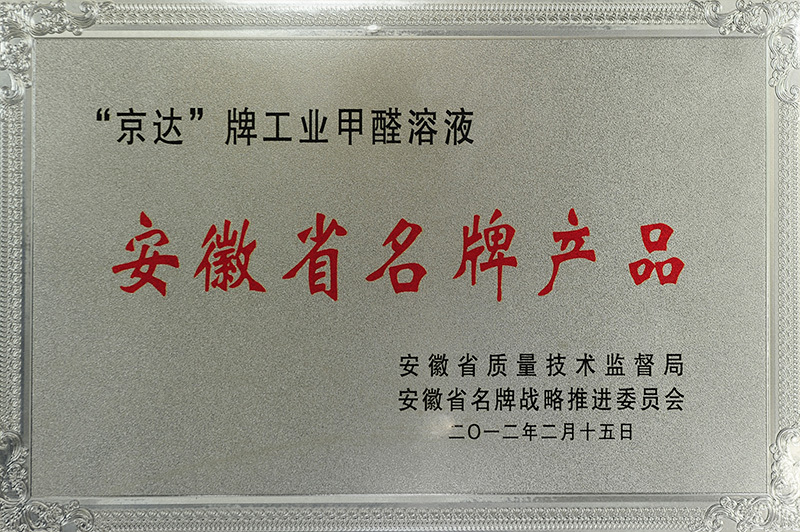 “京达”牌工业甲醛溶液
安徽省名牌产品
安徽省质量技术监督局
安徽省名牌战略推进委员会
二〇一二年二月十五日